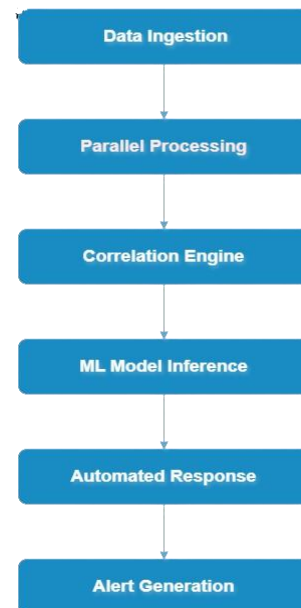 Data Ingestion
Parallel Processing
Correlation Engine
ML Model Inference
Automated Response
Alert Generation